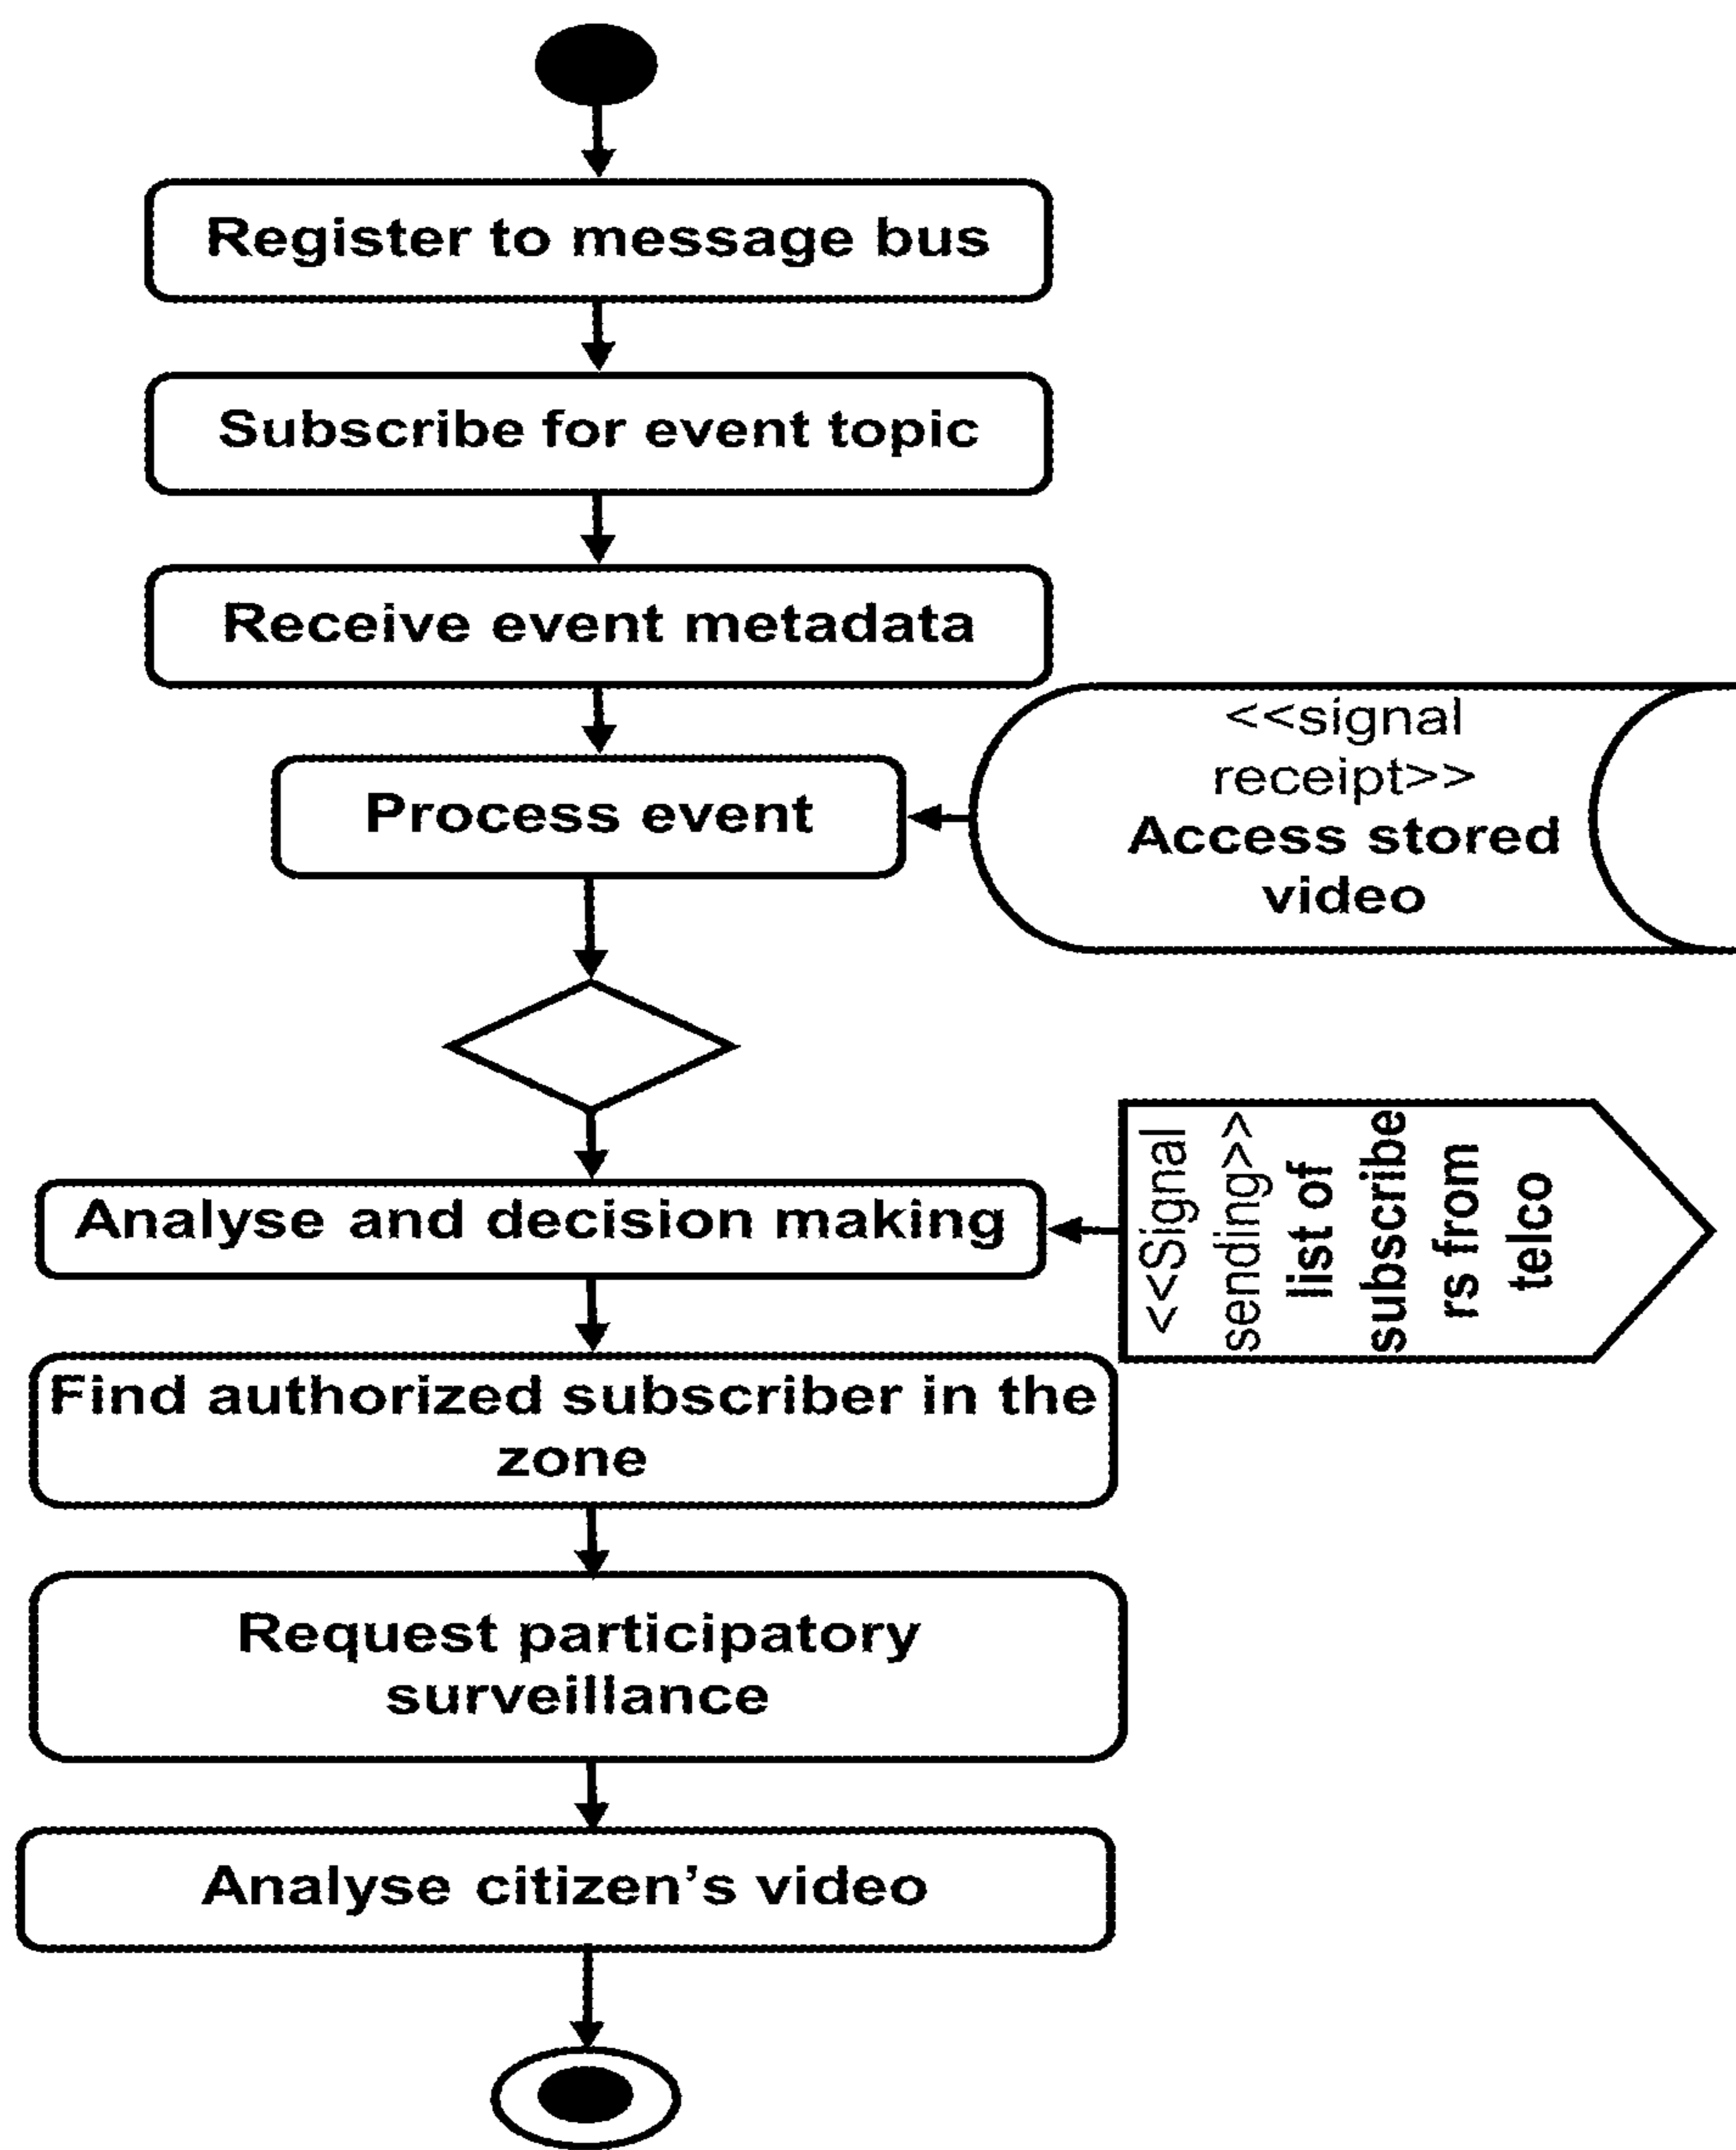 Register to message bus
Subscribe for event topic
Receive event metadata
<<signal
receipt>>
Access stored
video
Process event
<<Signal
sending>>
list of
subscribe
rs from
telco
Analyse and decision making
Find authorized subscriber in the
zone
Request participatory
surveillance
Analyse citizen’s video